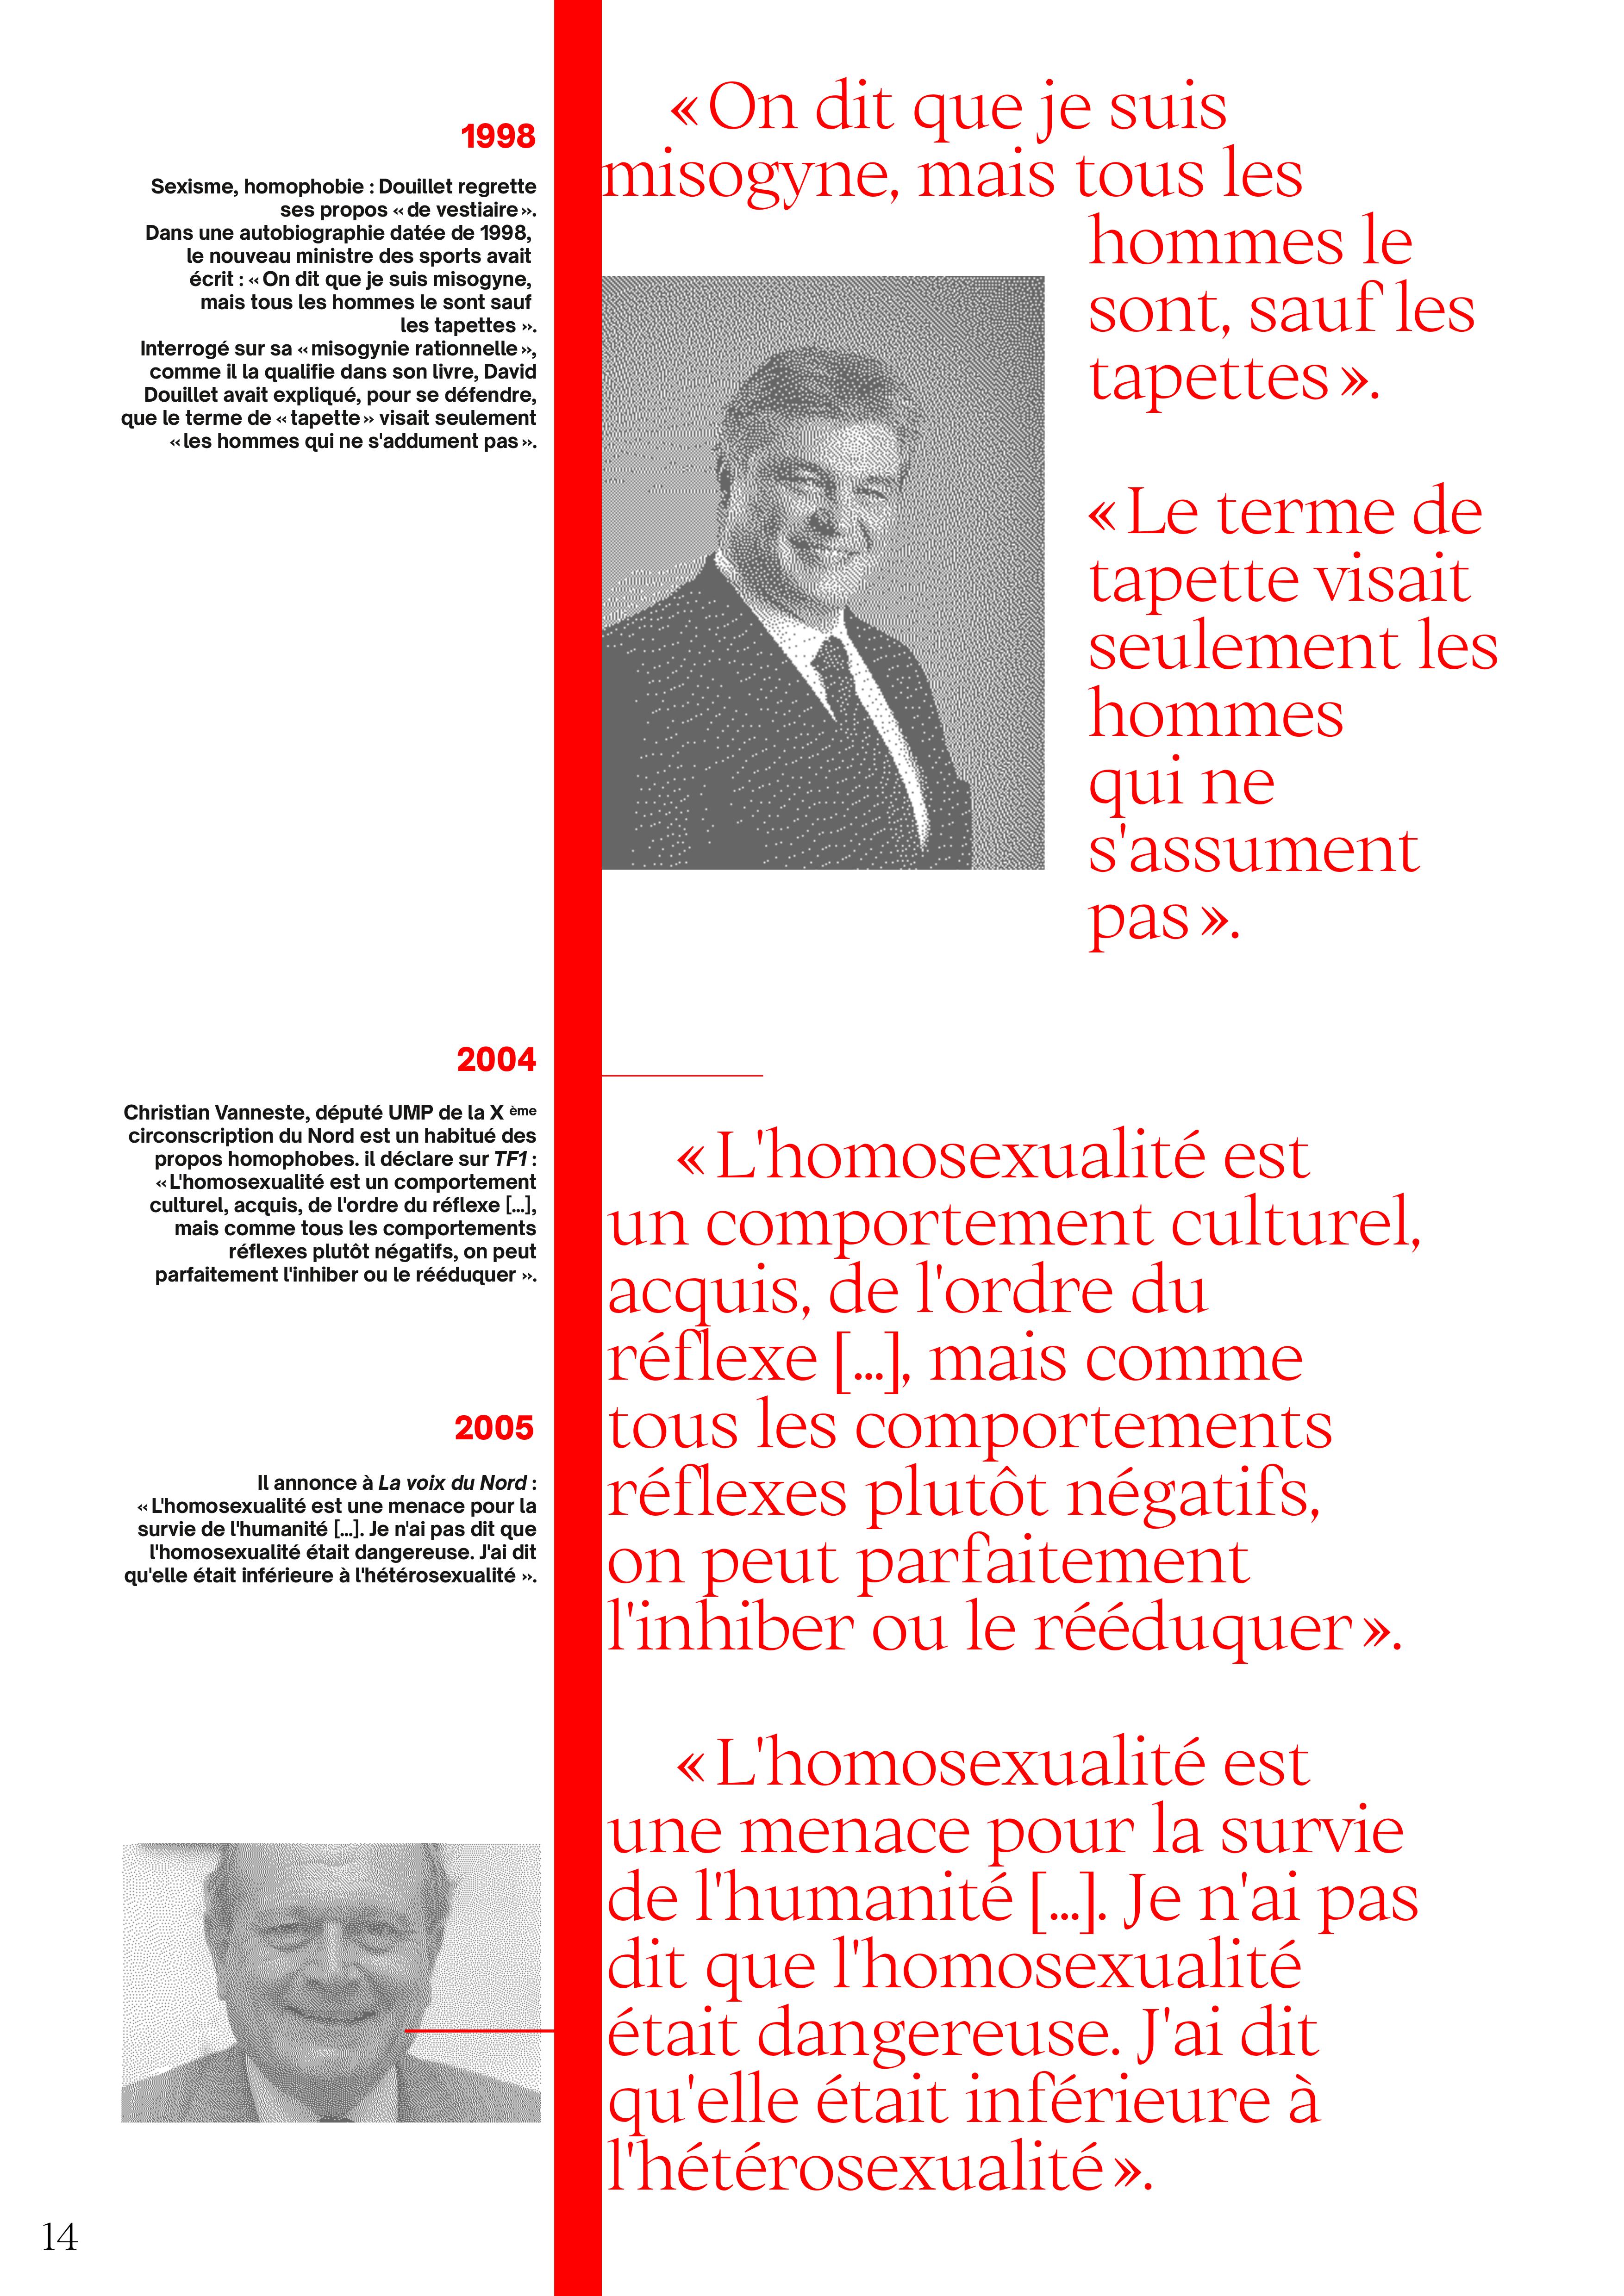 1998
Sexisme, homophobie : Douillet regrette
ses propos « de vestiaire ».
Dans une autobiographie datée de 1998,
le nouveau ministre des sports avait
écrit : « On dit que je suis misogyne,
mais tous les hommes le sont sauf
les tapettes ».
Interrogé sur sa « misogynie rationnelle »,
comme il la qualifie dans son livre, David
Douillet avait expliqué, pour se défendre,
que le terme de « tapette » visait seulement
« les hommes qui ne s'addument pas ».
« On dit que je suis
misogyne, mais tous les
hommes le
sont, sauf les
tapettes ».
« Le terme de
tapette visait
seulement les
hommes
qui ne
s'assument
pas ».
2004
Christian Vanneste, député UMP de la X ème
circonscription du Nord est un habitué des
propos homophobes. il déclare sur TF1 :
« L'homosexualité est un comportement
culturel, acquis, de l'ordre du réflexe [...],
mais comme tous les comportements
réflexes plutôt négatifs, on peut
parfaitement l'inhiber ou le rééduquer ».
2005
Il annonce à La voix du Nord :
« L'homosexualité est une menace pour la
survie de l'humanité [...]. Je n'ai pas dit que
l'homosexualité était dangereuse. J'ai dit
qu'elle était inférieure à l'hétérosexualité ».
« L'homosexualité est
un comportement culturel,
acquis, de l'ordre du
réflexe [...], mais comme
tous les comportements
réflexes plutôt négatifs,
on peut parfaitement
l'inhiber ou le rééduquer ».
« L'homosexualité est
une menace pour la survie
de l'humanité [...]. Je n'ai pas
dit que l'homosexualité
était dangereuse. J'ai dit
qu'elle était inférieure à
l'hétérosexualité ».
14